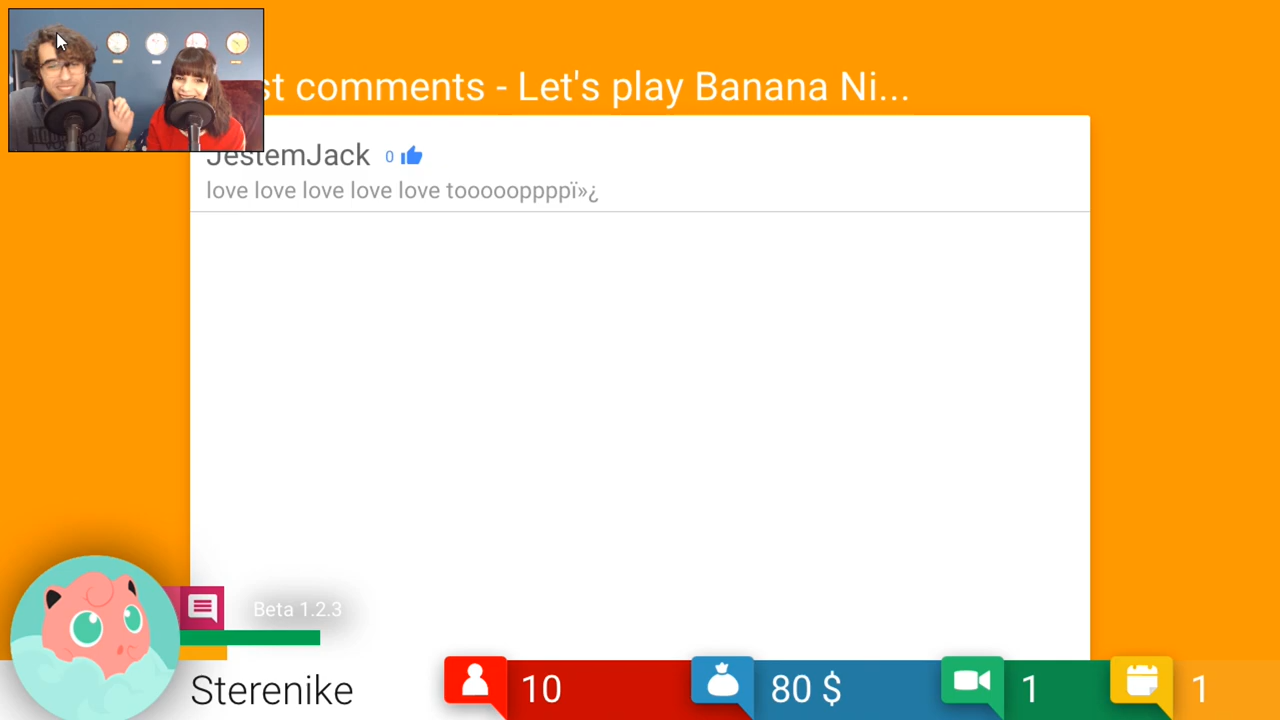 st comments - Let's play Banana Ni...
JestemJack 0
love love love love love toooooppppï»¿
Beta 1.2.3
Sterenike
10
80 $
1
1